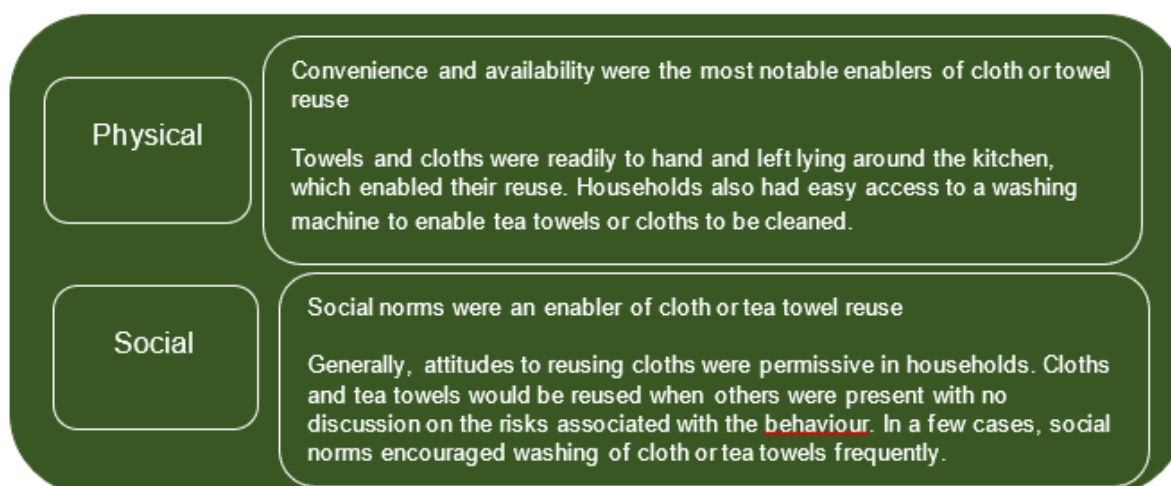 Physical
Convenience and availability were the most notable enablers of cloth or towel
reuse
Towels and cloths were readily to hand and left lying around the kitchen,
which enabled their reuse. Households also had easy access to a washing
machine to enable tea towels or cloths to be cleaned.
Social
Social norms were an enabler of cloth or tea towel reuse
Generally, attitudes to reusing cloths were permissive in households. Cloths
and tea towels would be reused when others were present with no
discussion on the risks associated with the behaviour. In a few cases, social
norms encouraged washing of cloth or tea towels frequently.